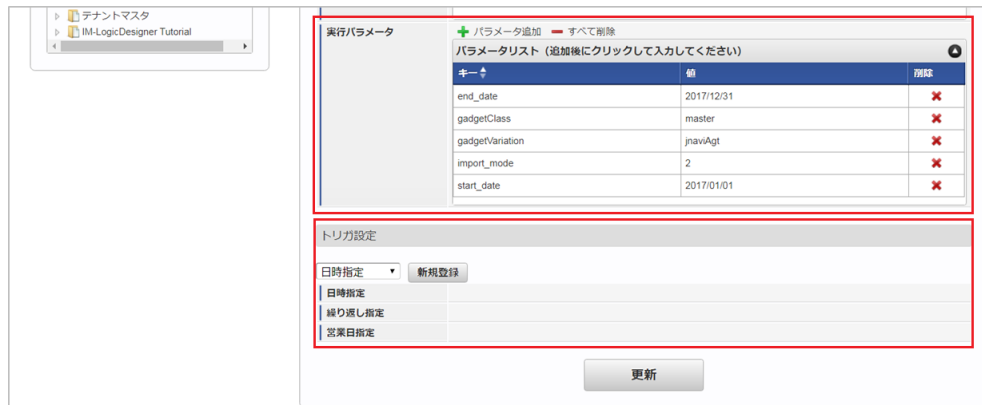 テナントマスタ
IM-LogicDesigner Tutorial
実行パラメータ
パラメータ追加 すべて削除
パラメータリスト（追加後にクリックして入力してください）
キー 値 削除
end_date 2017/12/31
gadgetClass master
gadgetVariation jnaviAgt
import_mode 2
start_date 2017/01/01
トリガ設定
日時指定 新規登録
日時指定
繰り返し指定
営業日指定
更新